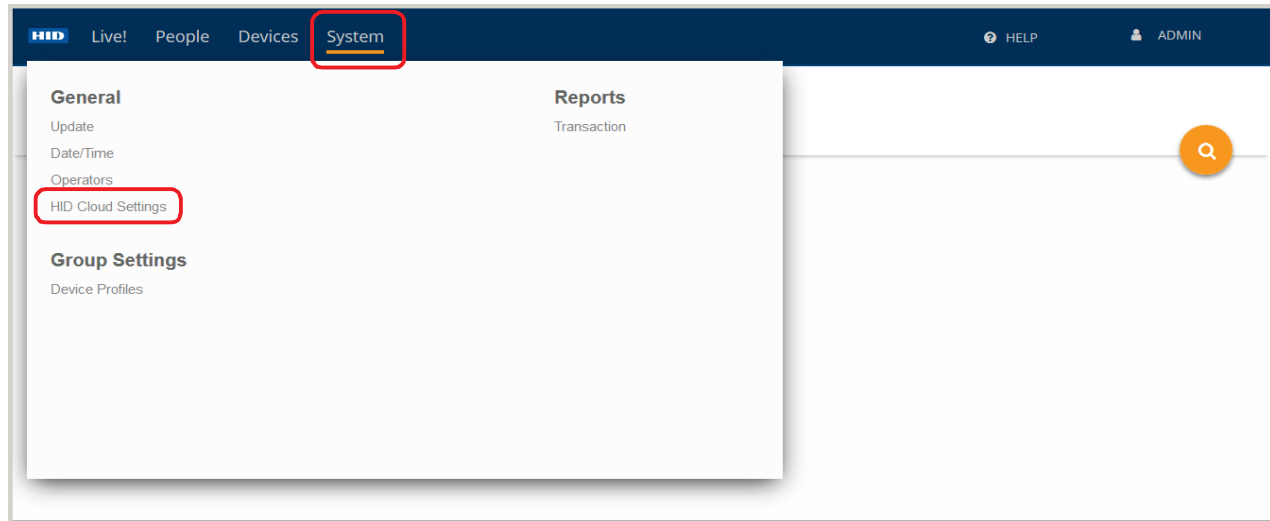 HID Live! People Devices System HELP ADMIN
General
Update
Date/Time
Operators
HID Cloud Settings
Group Settings
Device Profiles
Reports
Transaction